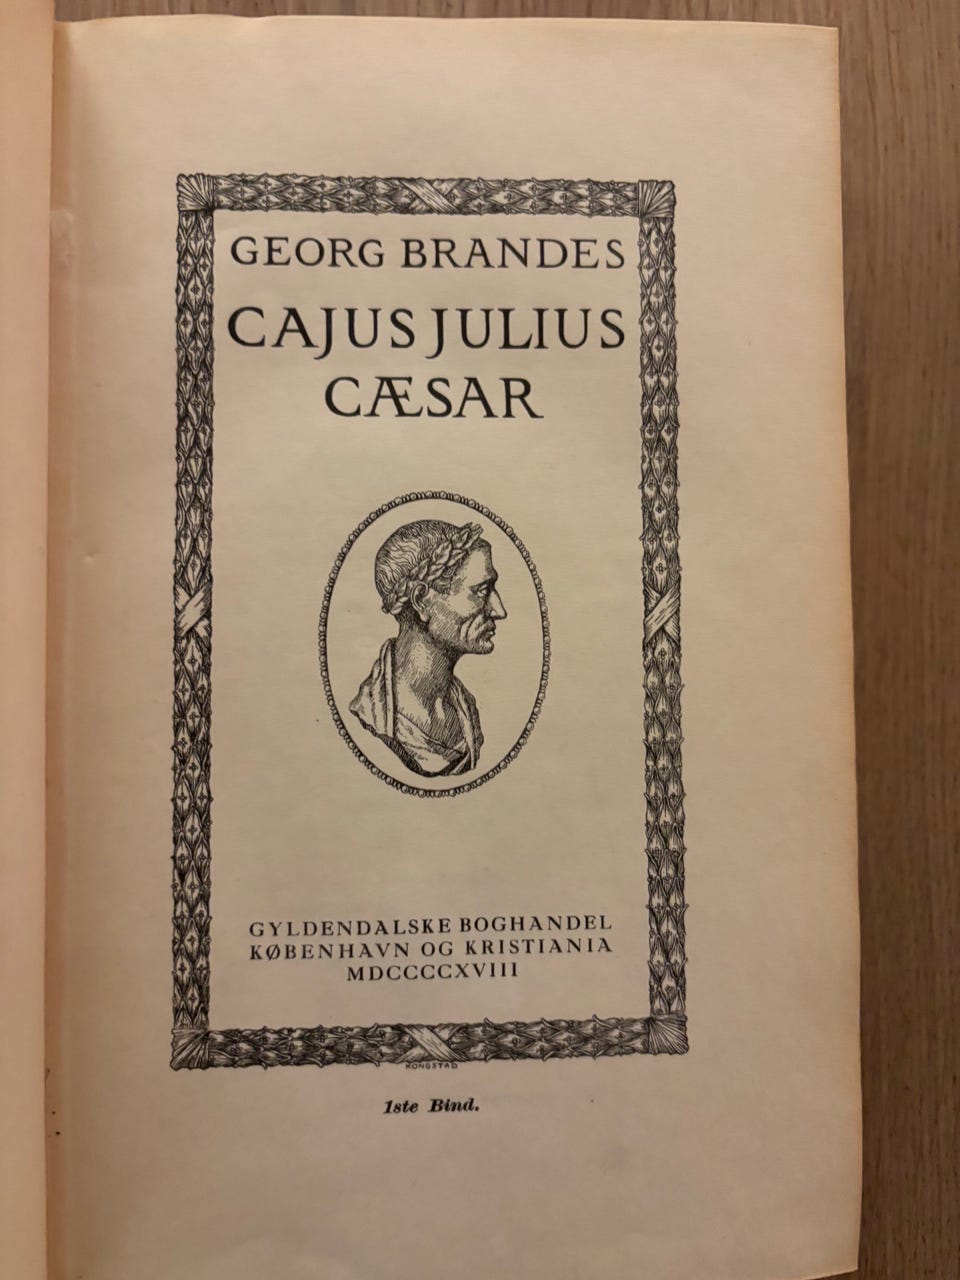 GEORG BRANDES
CAJUS JULIUS
CÆSAR
GYLDENDALSKE BOGHANDEL
KØBENHAVN OG KRISTIANIA
MDCCCCXVIII
KONGSTAD
1ste Bind.